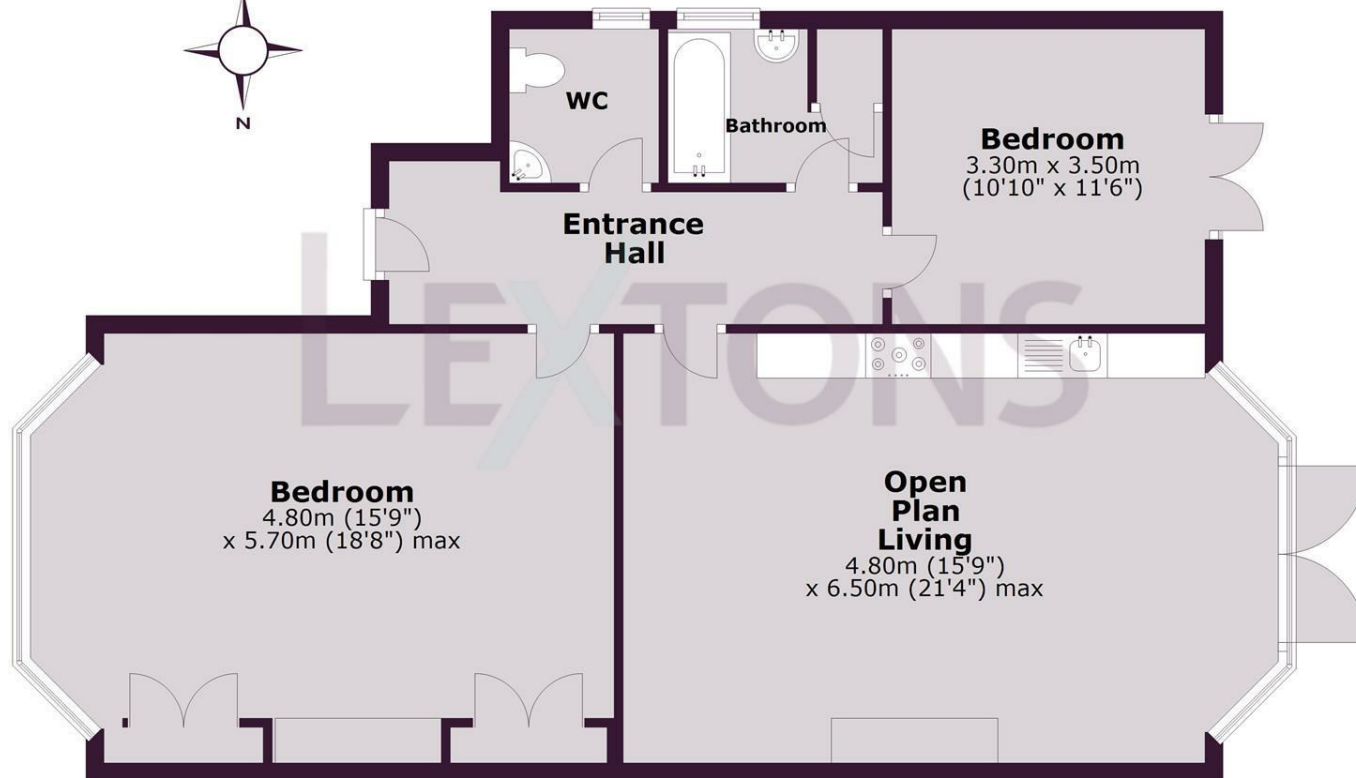 N
WC
Bathroom
Bedroom
3.30m x 3.50m
(10'10" x 11'6")
Entrance
Hall
LEXTONS
Bedroom
4.80m (15'9")
x 5.70m (18'8") max
Open
Plan
Living
4.80m (15'9")
x 6.50m (21'4") max